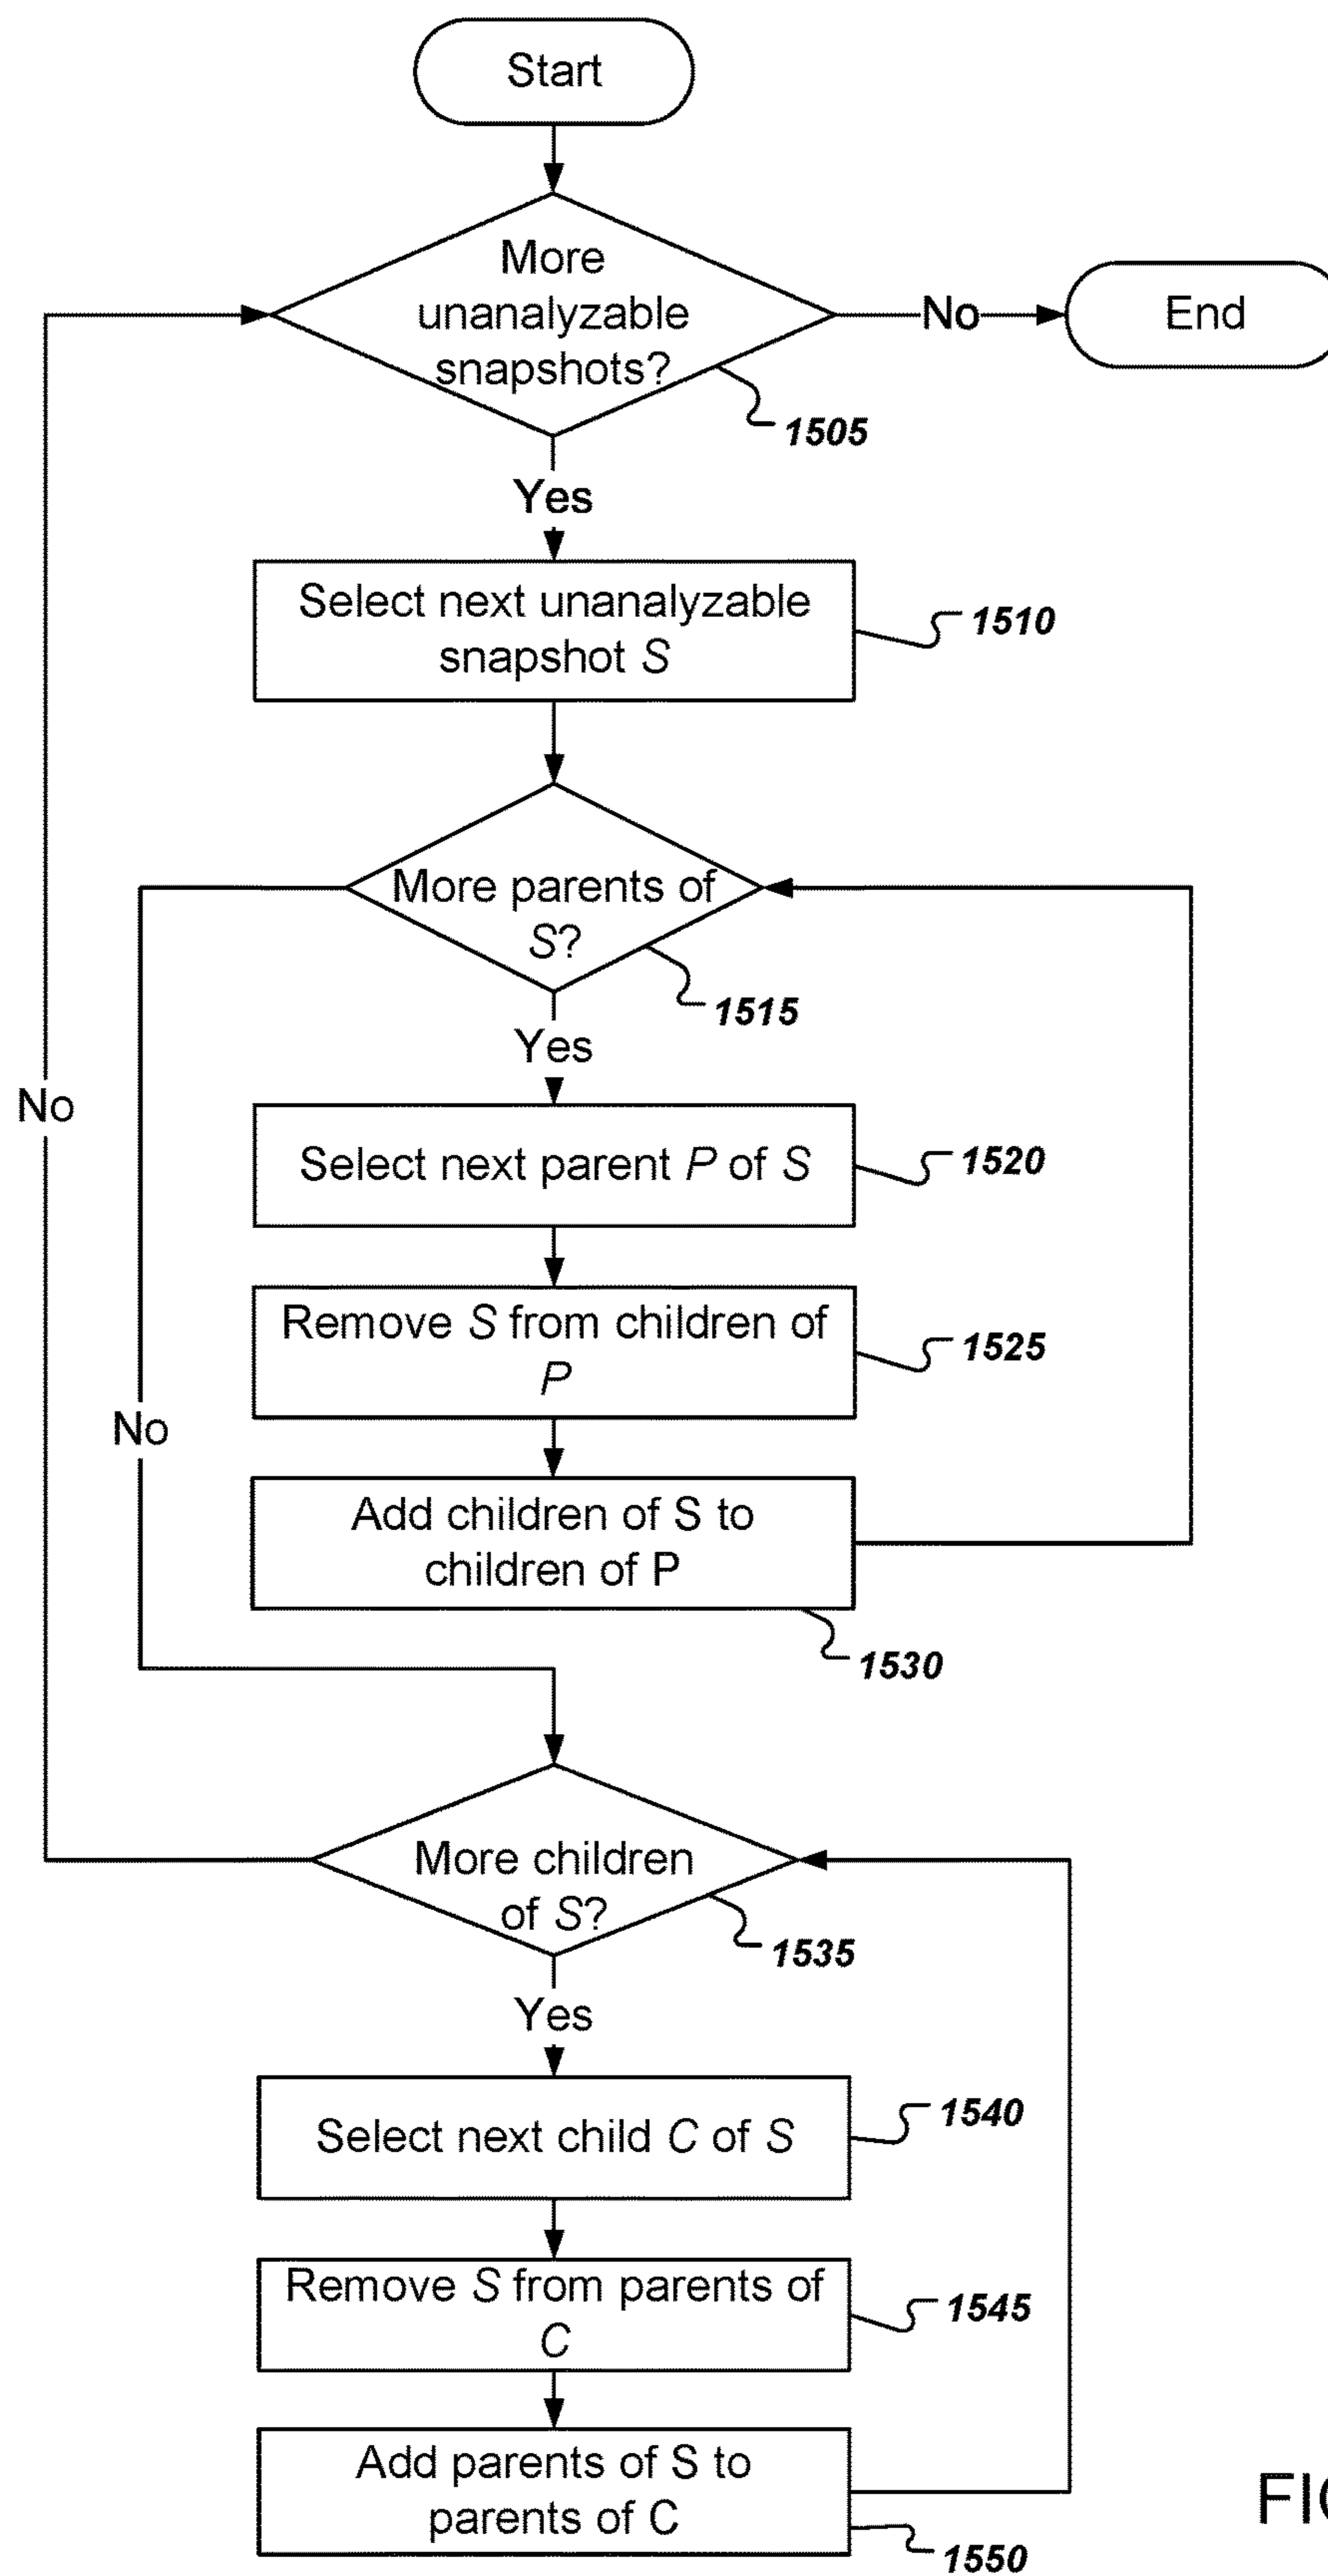 Start
More
unanalyzable
snapshots?
No
End
1505
Yes
Select next unanalyzable
snapshot S
1510
More parents of
S?
1515
Yes
No
Select next parent P of S
1520
Remove S from children of
P
1525
No
Add children of S to
children of P
1530
More children
of S?
1535
Yes
Select next child C of S
1540
Remove S from parents of
C
1545
Add parents of S to
parents of C
1550